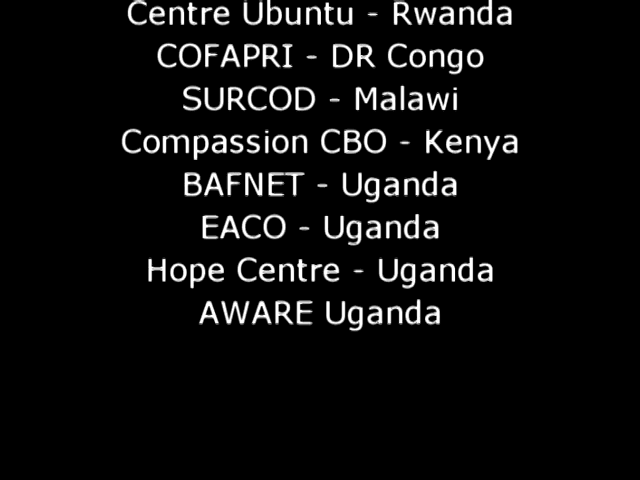 Centre Ubuntu - Rwanda
COFAPRI - DR Congo
SURCOD - Malawi
Compassion CBO - Kenya
BAFNET - Uganda
EACO - Uganda
Hope Centre - Uganda
AWARE Uganda